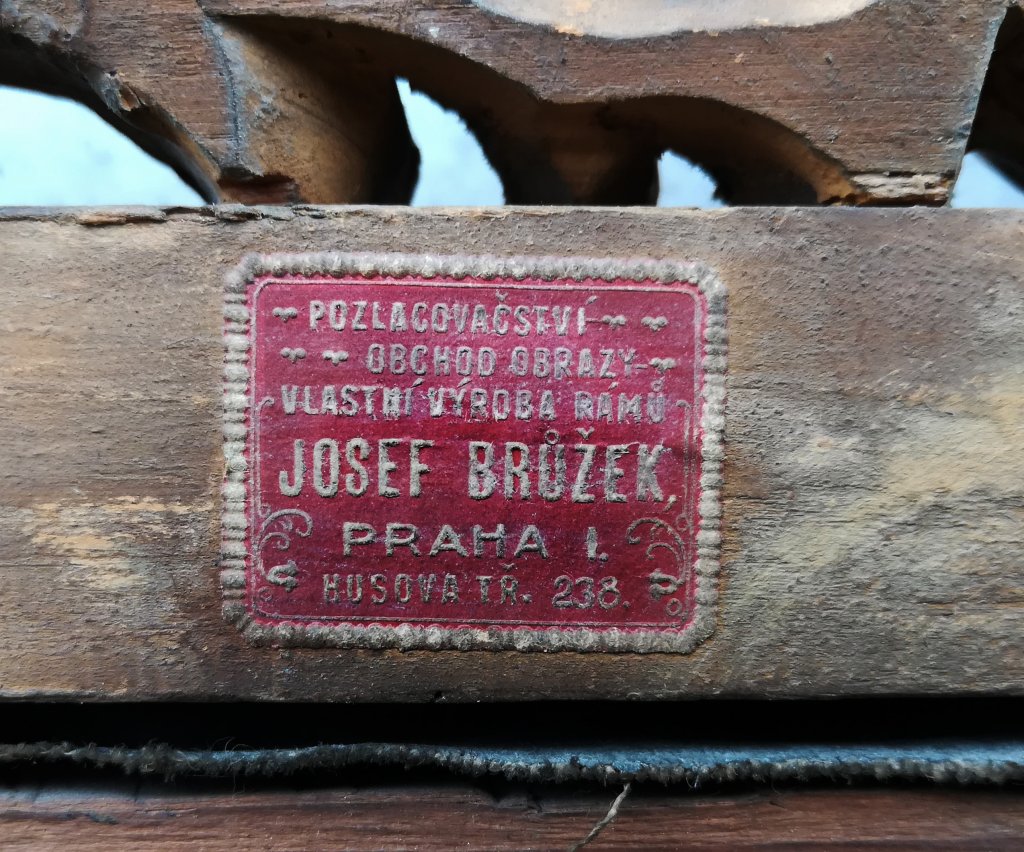 POZLACOVAČSTVÍ
OBCHOD OBRAZY
VLASTNÍ VÝROBA RÁMŮ
JOSEF BRŮŽEK,
PRAHA I.
HUSOVA TŘ. 238.